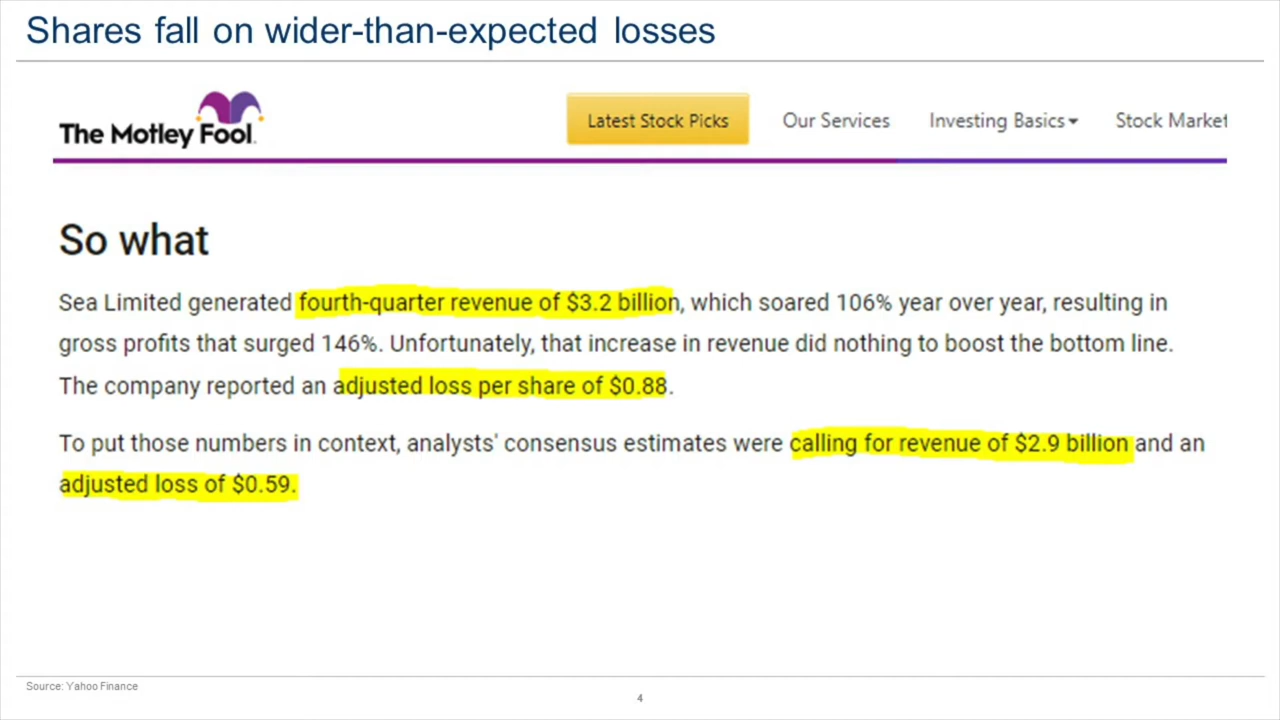 Shares fall on wider-than-expected losses
The Motley Fool.
Latest Stock Picks
Our Services
Investing Basics
Stock Market
So what
Sea Limited generated fourth-quarter revenue of $3.2 billion, which soared 106% year over year, resulting in
gross profits that surged 146%. Unfortunately, that increase in revenue did nothing to boost the bottom line.
The company reported an adjusted loss per share of $0.88.
To put those numbers in context, analysts' consensus estimates were calling for revenue of $2.9 billion and an
adjusted loss of $0.59.
Source: Yahoo Finance
4